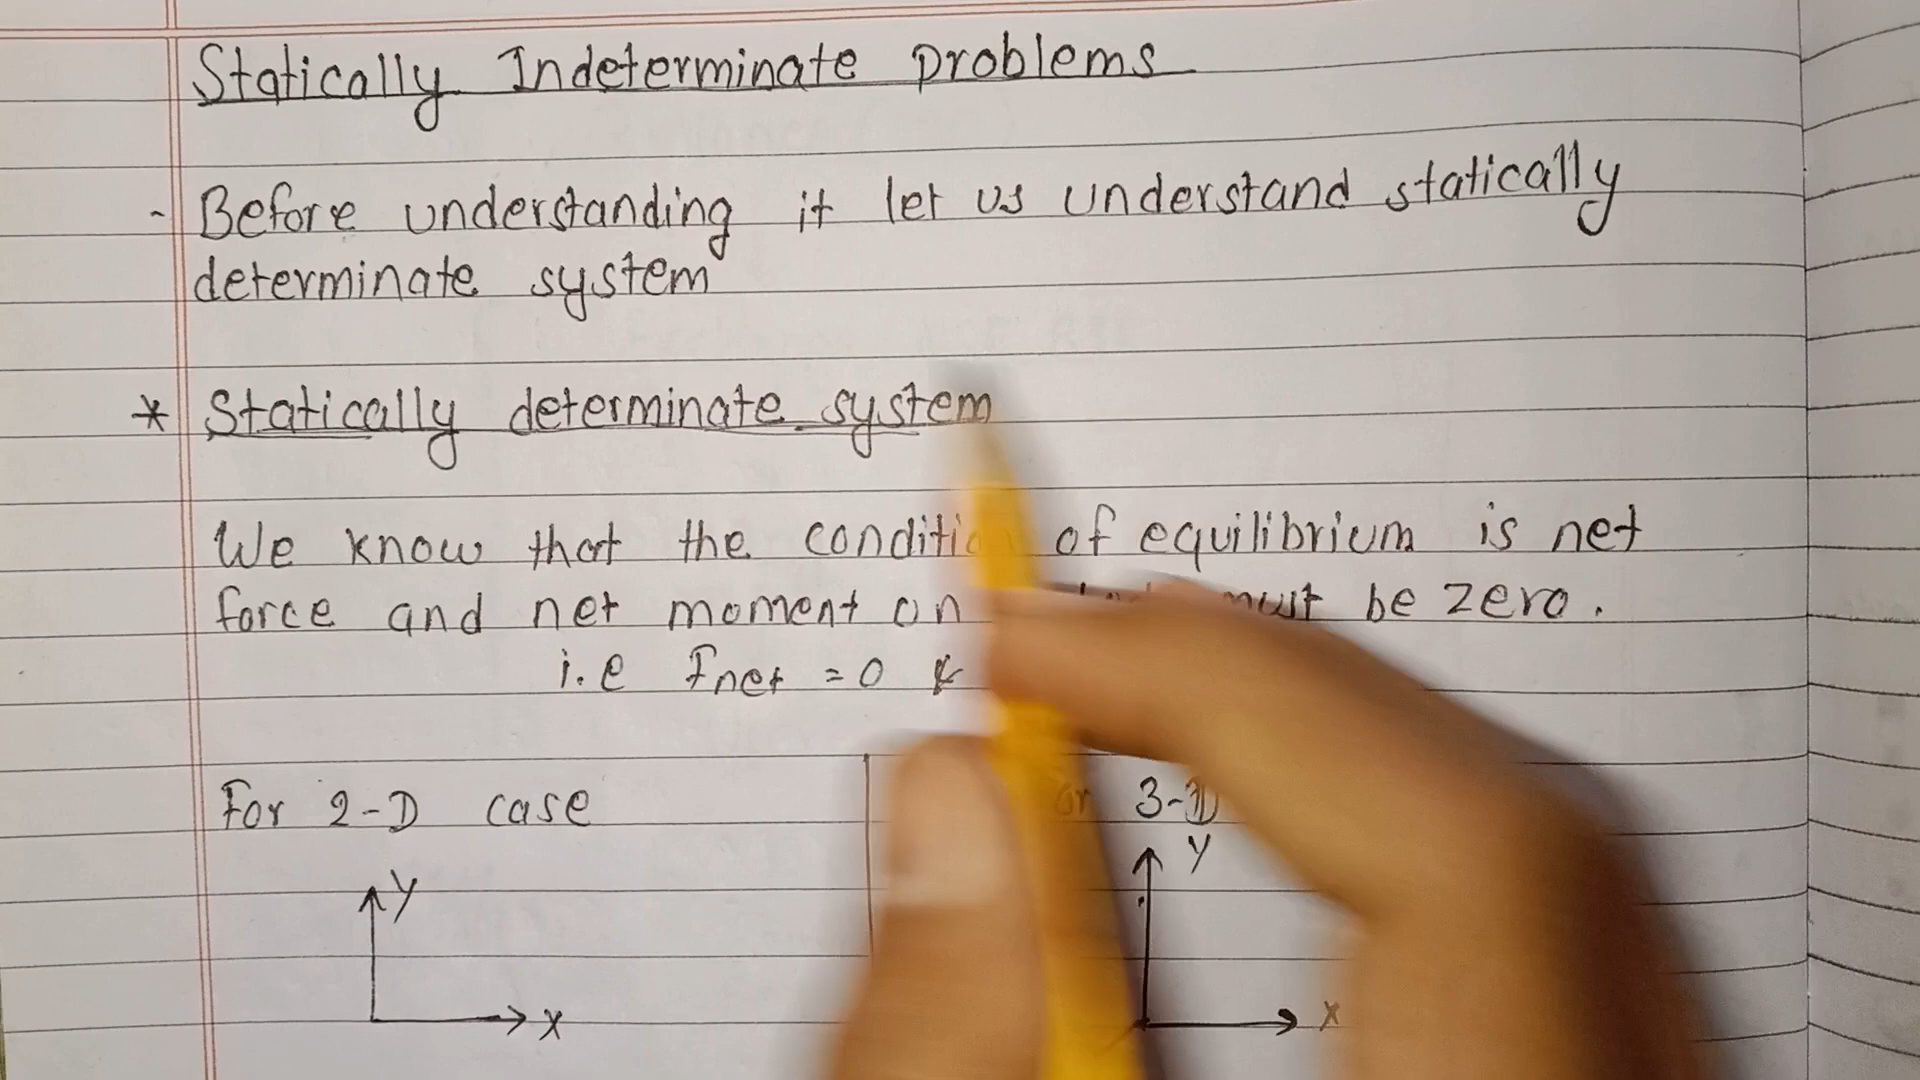 Statically Indeterminate problems
- Before understanding it let us understand statically
determinate system
* Statically determinate system
We know that the of equilibrium is net
force and net moment on must be zero.
i.e Fnet = 0 &
For 2-D case
3-D
Y
Y
X
X